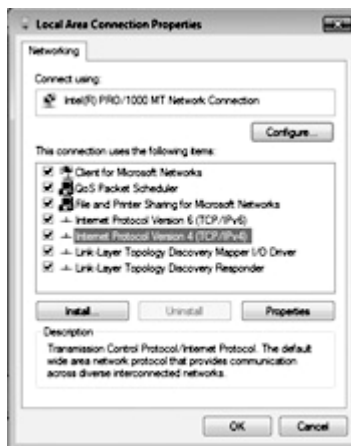 Local Area Connection Properties
Networking
Connect using:
Intel(R) PRO/1000 MT Network Connection
Configure...
This connection uses the following items:
Client for Microsoft Networks
QoS Packet Scheduler
File and Printer Sharing for Microsoft Networks
Internet Protocol Version 6 (TCP/IPv6)
Internet Protocol Version 4 (TCP/IPv4)
Link-Layer Topology Discovery Mapper I/O Driver
Link-Layer Topology Discovery Responder
Install... Uninstall Properties
Description
Transmission Control Protocol/Internet Protocol. The default
wide area network protocol that provides communication
across diverse interconnected networks.
OK Cancel